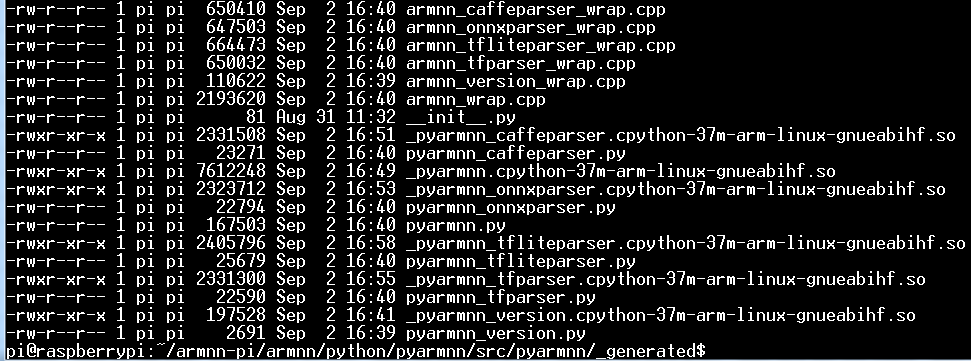 -rw-r--r-- 1 pi pi  650410 Sep  2 16:40 armnn_caffeparser_wrap.cpp
-rw-r--r-- 1 pi pi  647503 Sep  2 16:40 armnn_onnxparser_wrap.cpp
-rw-r--r-- 1 pi pi  664473 Sep  2 16:40 armnn_tfliteparser_wrap.cpp
-rw-r--r-- 1 pi pi  650032 Sep  2 16:40 armnn_tfparser_wrap.cpp
-rw-r--r-- 1 pi pi  110622 Sep  2 16:39 armnn_version_wrap.cpp
-rw-r--r-- 1 pi pi 2193620 Sep  2 16:40 armnn_wrap.cpp
-rw-r--r-- 1 pi pi      81 Aug 31 11:32 __init__.py
-rwxr-xr-x 1 pi pi 2331508 Sep  2 16:51 _pyarmnn_caffeparser.cpython-37m-arm-linux-gnueabihf.so
-rw-r--r-- 1 pi pi   23271 Sep  2 16:40 pyarmnn_caffeparser.py
-rwxr-xr-x 1 pi pi 7612248 Sep  2 16:49 _pyarmnn.cpython-37m-arm-linux-gnueabihf.so
-rwxr-xr-x 1 pi pi 2323712 Sep  2 16:53 _pyarmnn_onnxparser.cpython-37m-arm-linux-gnueabihf.so
-rw-r--r-- 1 pi pi   22794 Sep  2 16:40 pyarmnn_onnxparser.py
-rw-r--r-- 1 pi pi  167503 Sep  2 16:40 pyarmnn.py
-rwxr-xr-x 1 pi pi 2405796 Sep  2 16:58 _pyarmnn_tfliteparser.cpython-37m-arm-linux-gnueabihf.so
-rw-r--r-- 1 pi pi   25679 Sep  2 16:40 pyarmnn_tfliteparser.py
-rwxr-xr-x 1 pi pi 2331300 Sep  2 16:55 _pyarmnn_tfparser.cpython-37m-arm-linux-gnueabihf.so
-rw-r--r-- 1 pi pi   22590 Sep  2 16:40 pyarmnn_tfparser.py
-rwxr-xr-x 1 pi pi  197528 Sep  2 16:41 _pyarmnn_version.cpython-37m-arm-linux-gnueabihf.so
-rw-r--r-- 1 pi pi    2691 Sep  2 16:39 pyarmnn_version.py
pi@raspberrypi:~/armnn-pi/armnn/python/pyarmnn/src/pyarmnn/_generated$